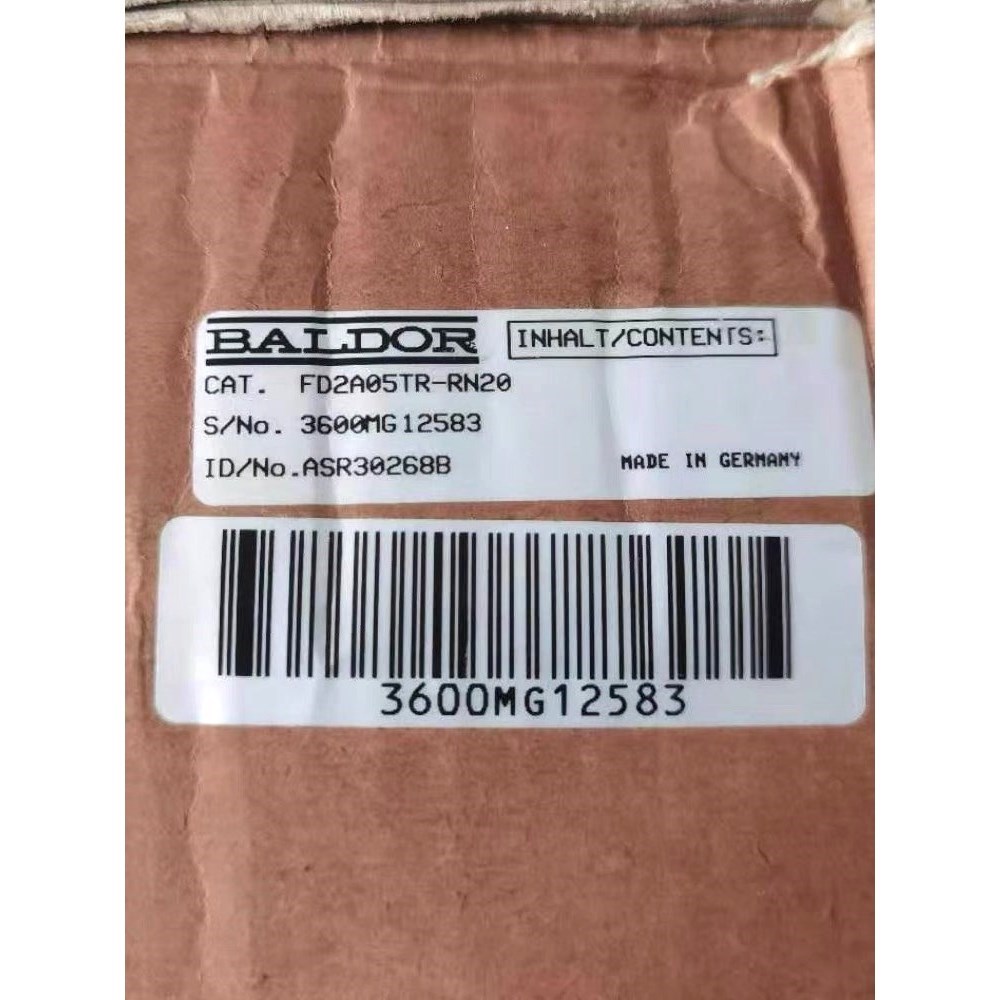 BALDOR INHALT/CONTENTS:
CAT. FD2A05TR-RN20
S/No. 3600MG12583
ID/No.ASR30268B MADE IN GERMANY
3600MG12583